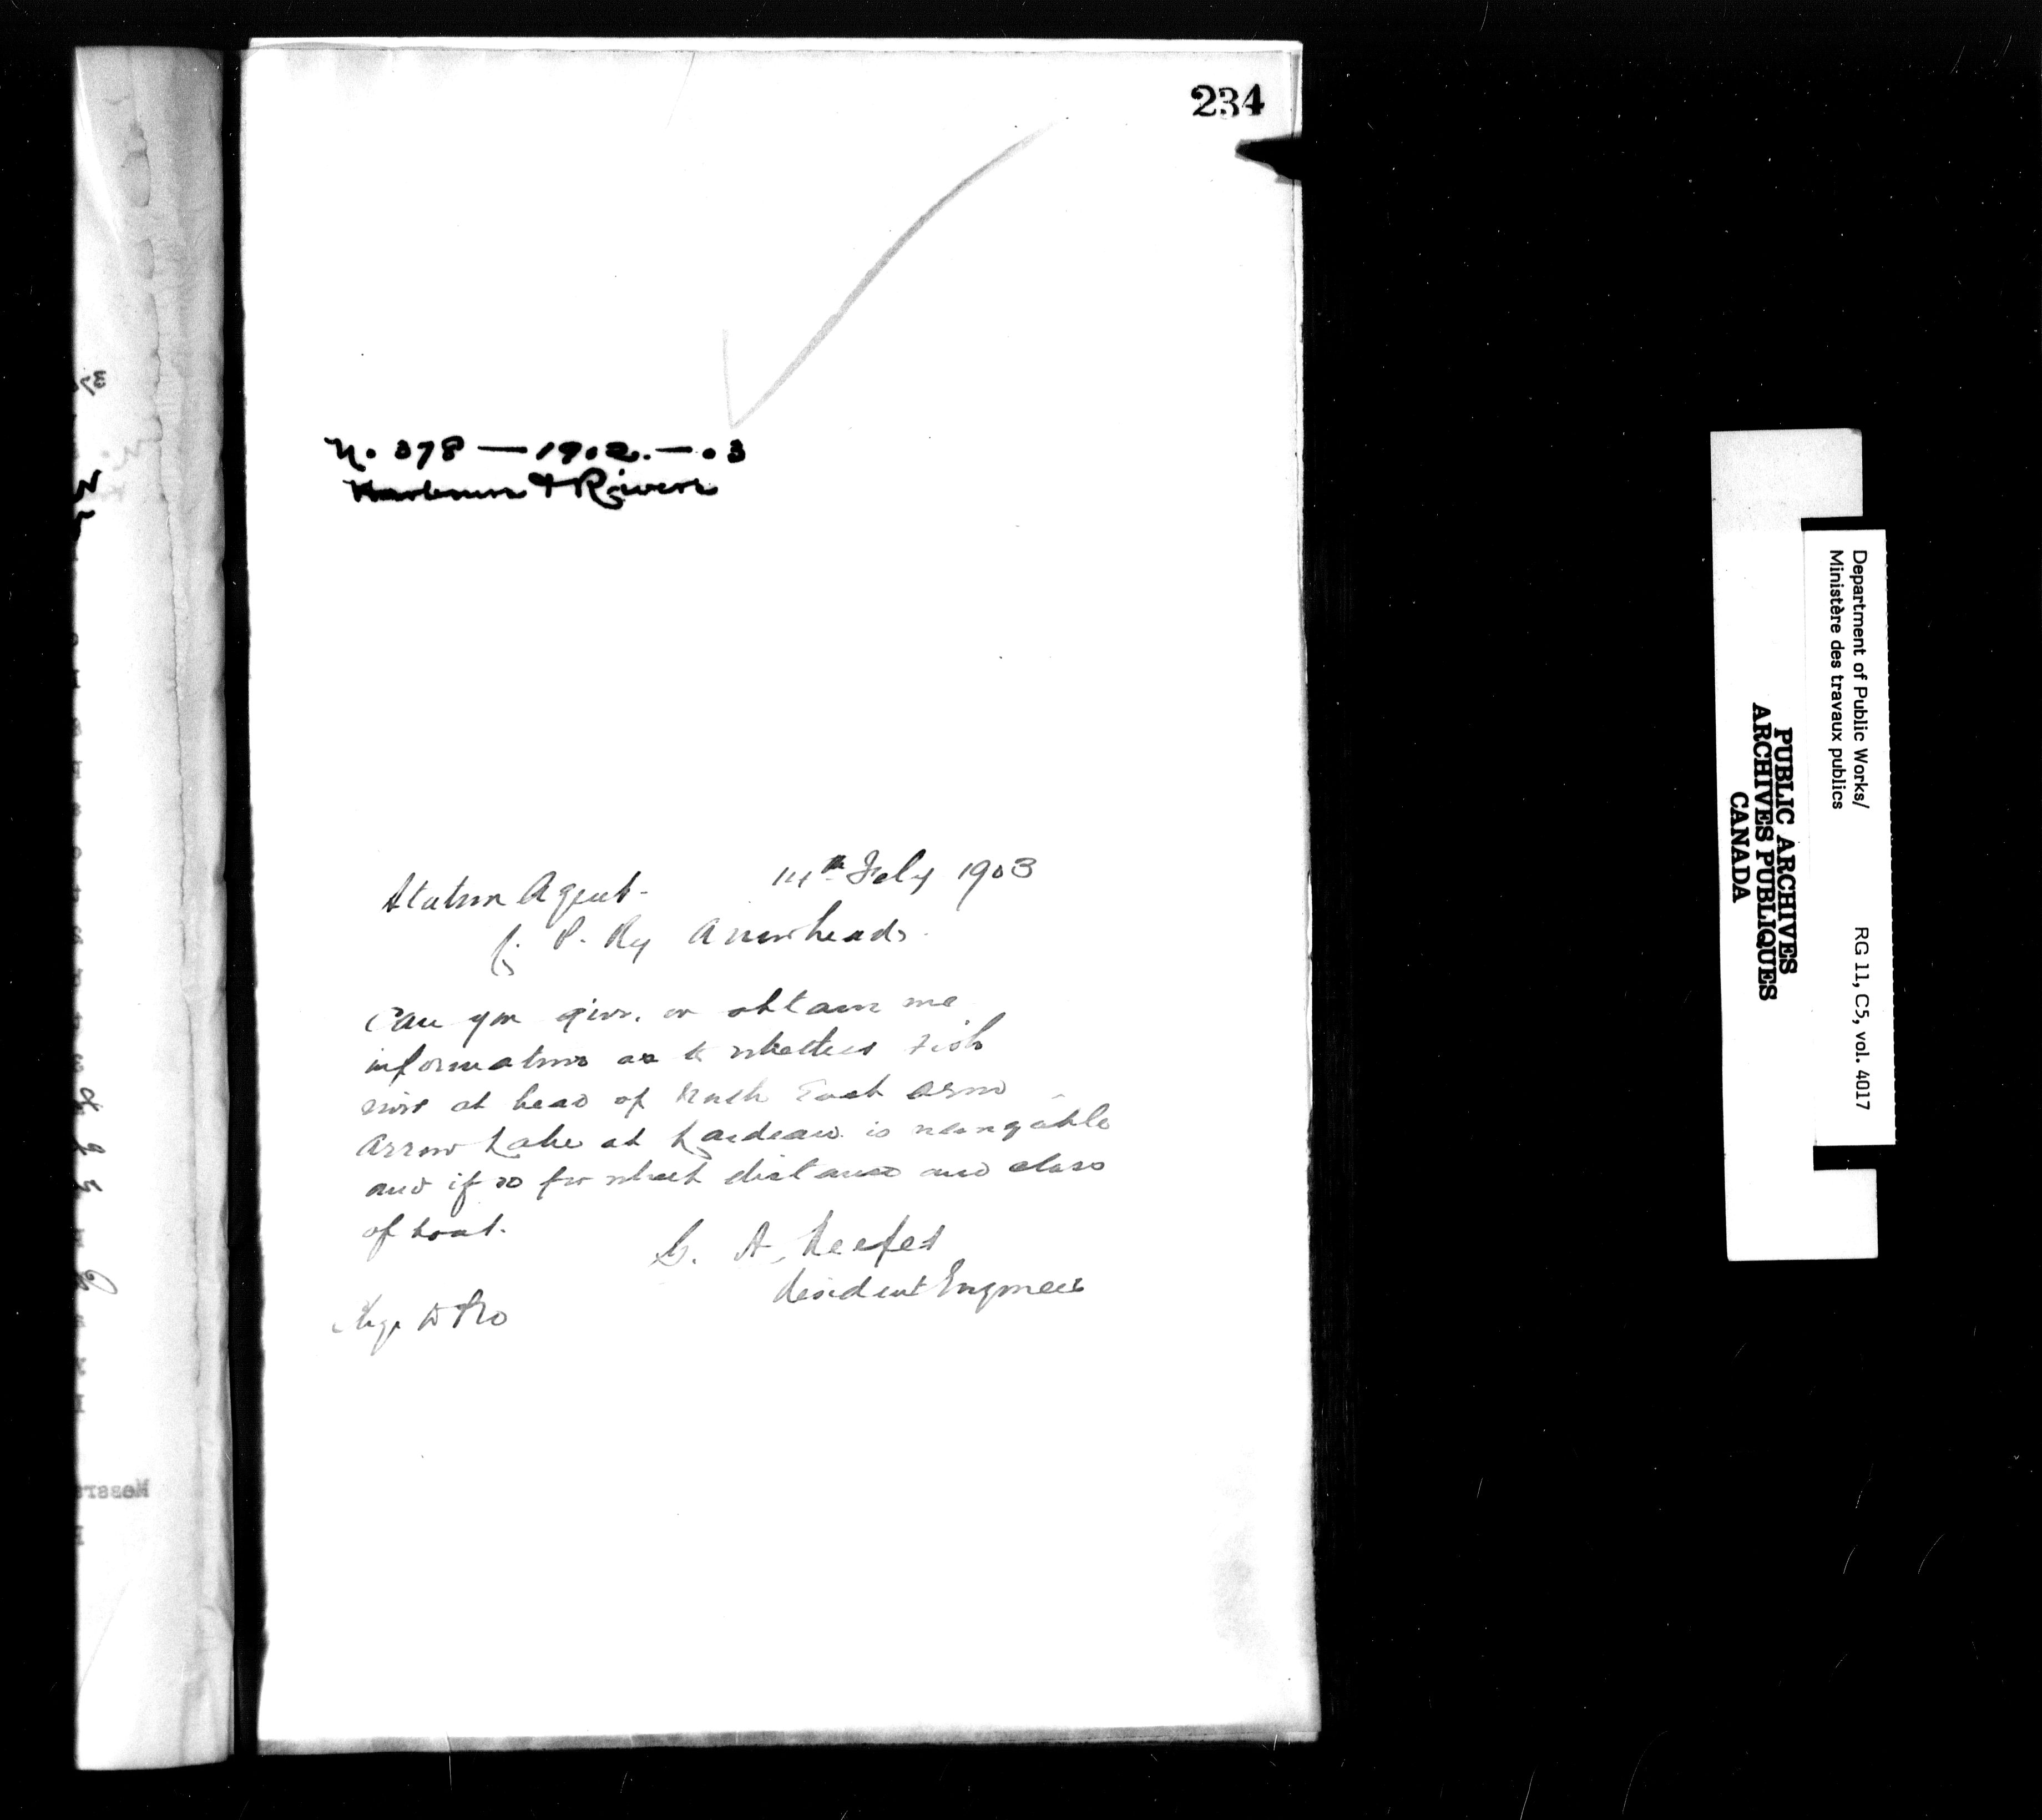 234
N. 378 — 1902. — 03
Harbours & Rivers
14th July 1903
Station Agent
C. P. Ry Arrowhead
Can you give, or obtain me
information as to whether Fish
river at head of North East arm
Arrow Lake at Lardeau is navigable
and if so for what distance and class
of boat.
G. A. Keefer
Resident Engineer
Department of Public Works/
Ministère des travaux publics
RG 11, C5, vol. 4017
PUBLIC ARCHIVES
ARCHIVES PUBLIQUES
CANADA